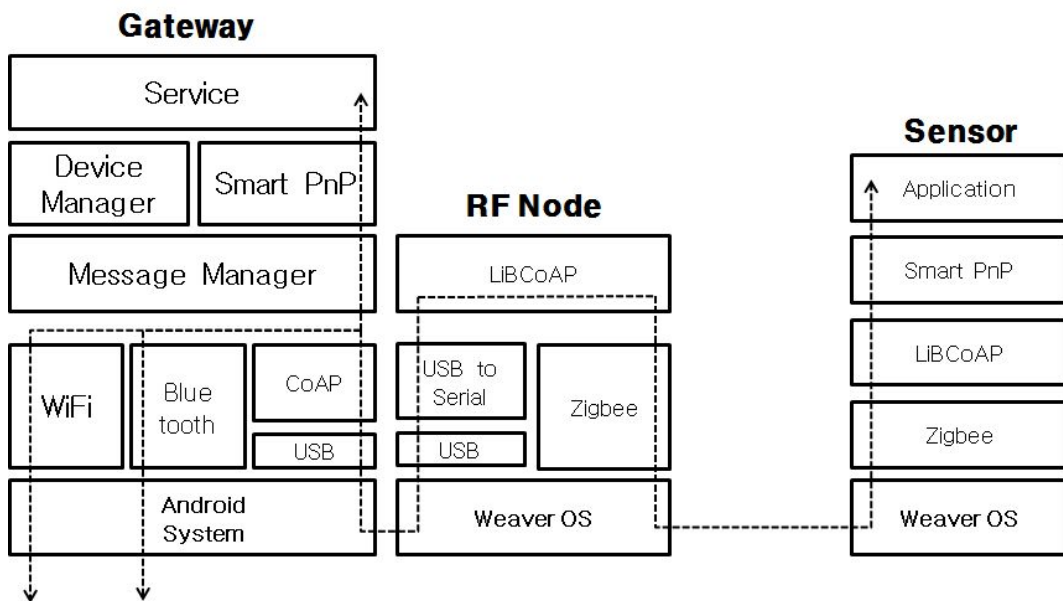 Gateway
Service
Device
Manager
Smart PnP
Message Manager
WiFi
Blue
tooth
CoAP
USB
Android
System
RF Node
LiBCoAP
USB to
Serial
USB
Zigbee
Weaver OS
Sensor
Application
Smart PnP
LiBCoAP
Zigbee
Weaver OS